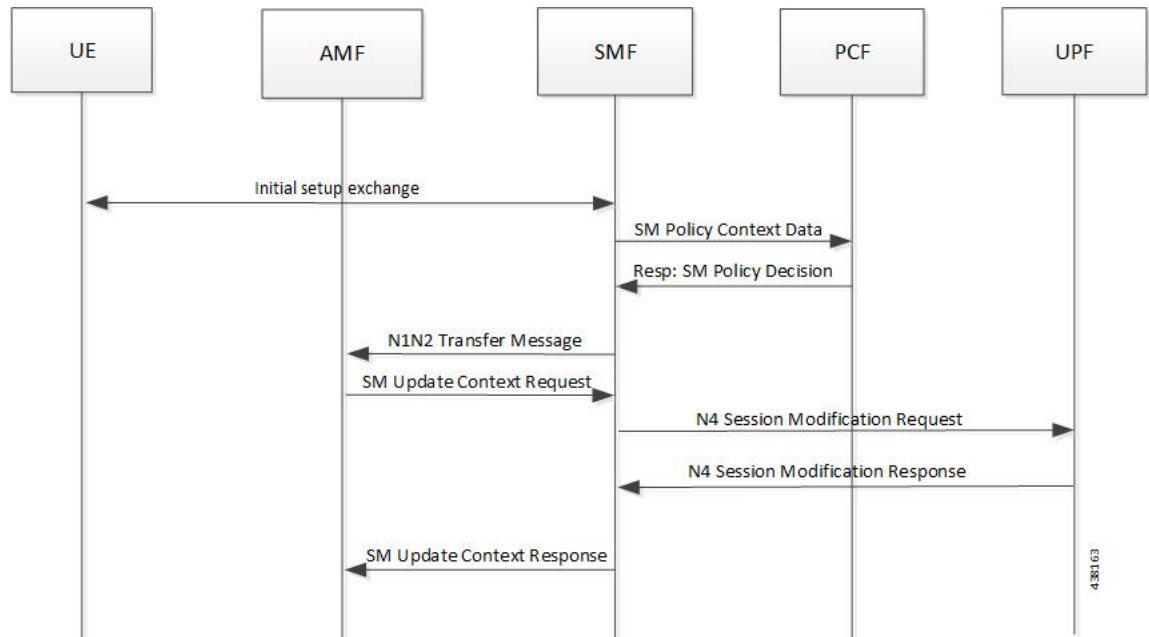 UE
AMF
SMF
PCF
UPF
Initial setup exchange
SM Policy Context Data
Resp: SM Policy Decision
N1N2 Transfer Message
SM Update Context Request
N4 Session Modification Request
N4 Session Modification Response
SM Update Context Response
438163